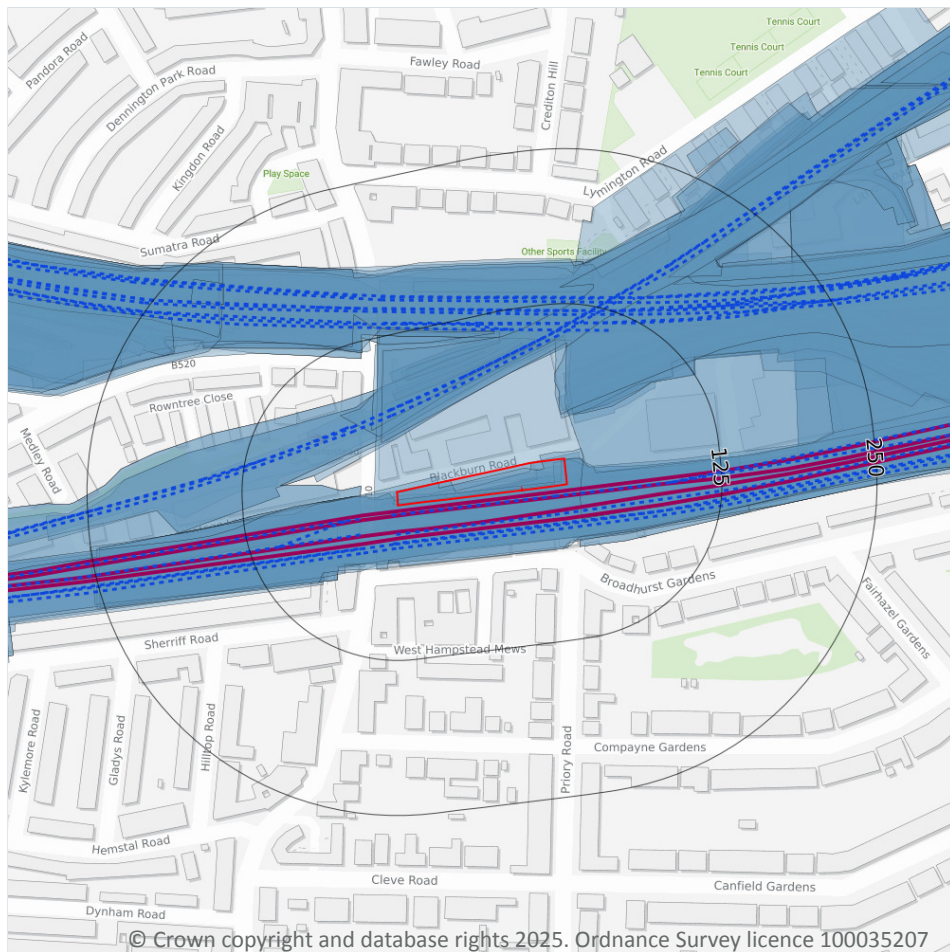 Tennis Court
Pandora Road
Fawley Road
Tennis Court
Dennington Park Road
Tennis Court
Crediton Hill
Kingdon Road
Lymington Road
Play Space
Sumatra Road
Other Sports Facility
B520
Rowntree Close
Medley Road
Blackburn Road
125
250
10
Broadhurst Gardens
Fairhazel Gardens
Sherriff Road
West Hampstead Mews
Kylemore Road
Gladys Road
Hilltop Road
Priory Road
Compayne Gardens
Hemstal Road
Cleve Road
Canfield Gardens
Dynham Road
© Crown copyright and database rights 2025. Ordnance Survey licence 100035207